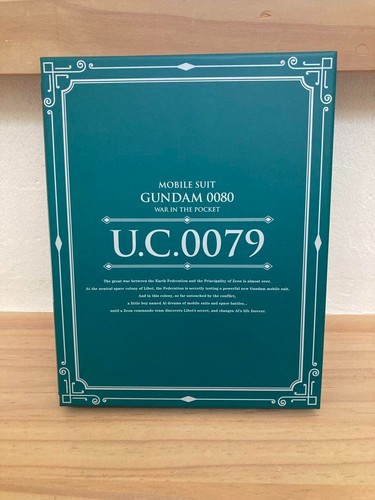 MOBILE SUIT
GUNDAM 0080
WAR IN THE POCKET
U.C.0079
The great war between the Earth Federation and the Principality of Zeon is almost over.
At the neutral space colony of Libot, the Federation is secretly testing a powerful new Gundam mobile suit.
And in this colony, so far untouched by the conflict,
a little boy named Al dreams of mobile suits and space battles...
until a Zeon commando team discovers Libot's secret, and changes Al's life forever.